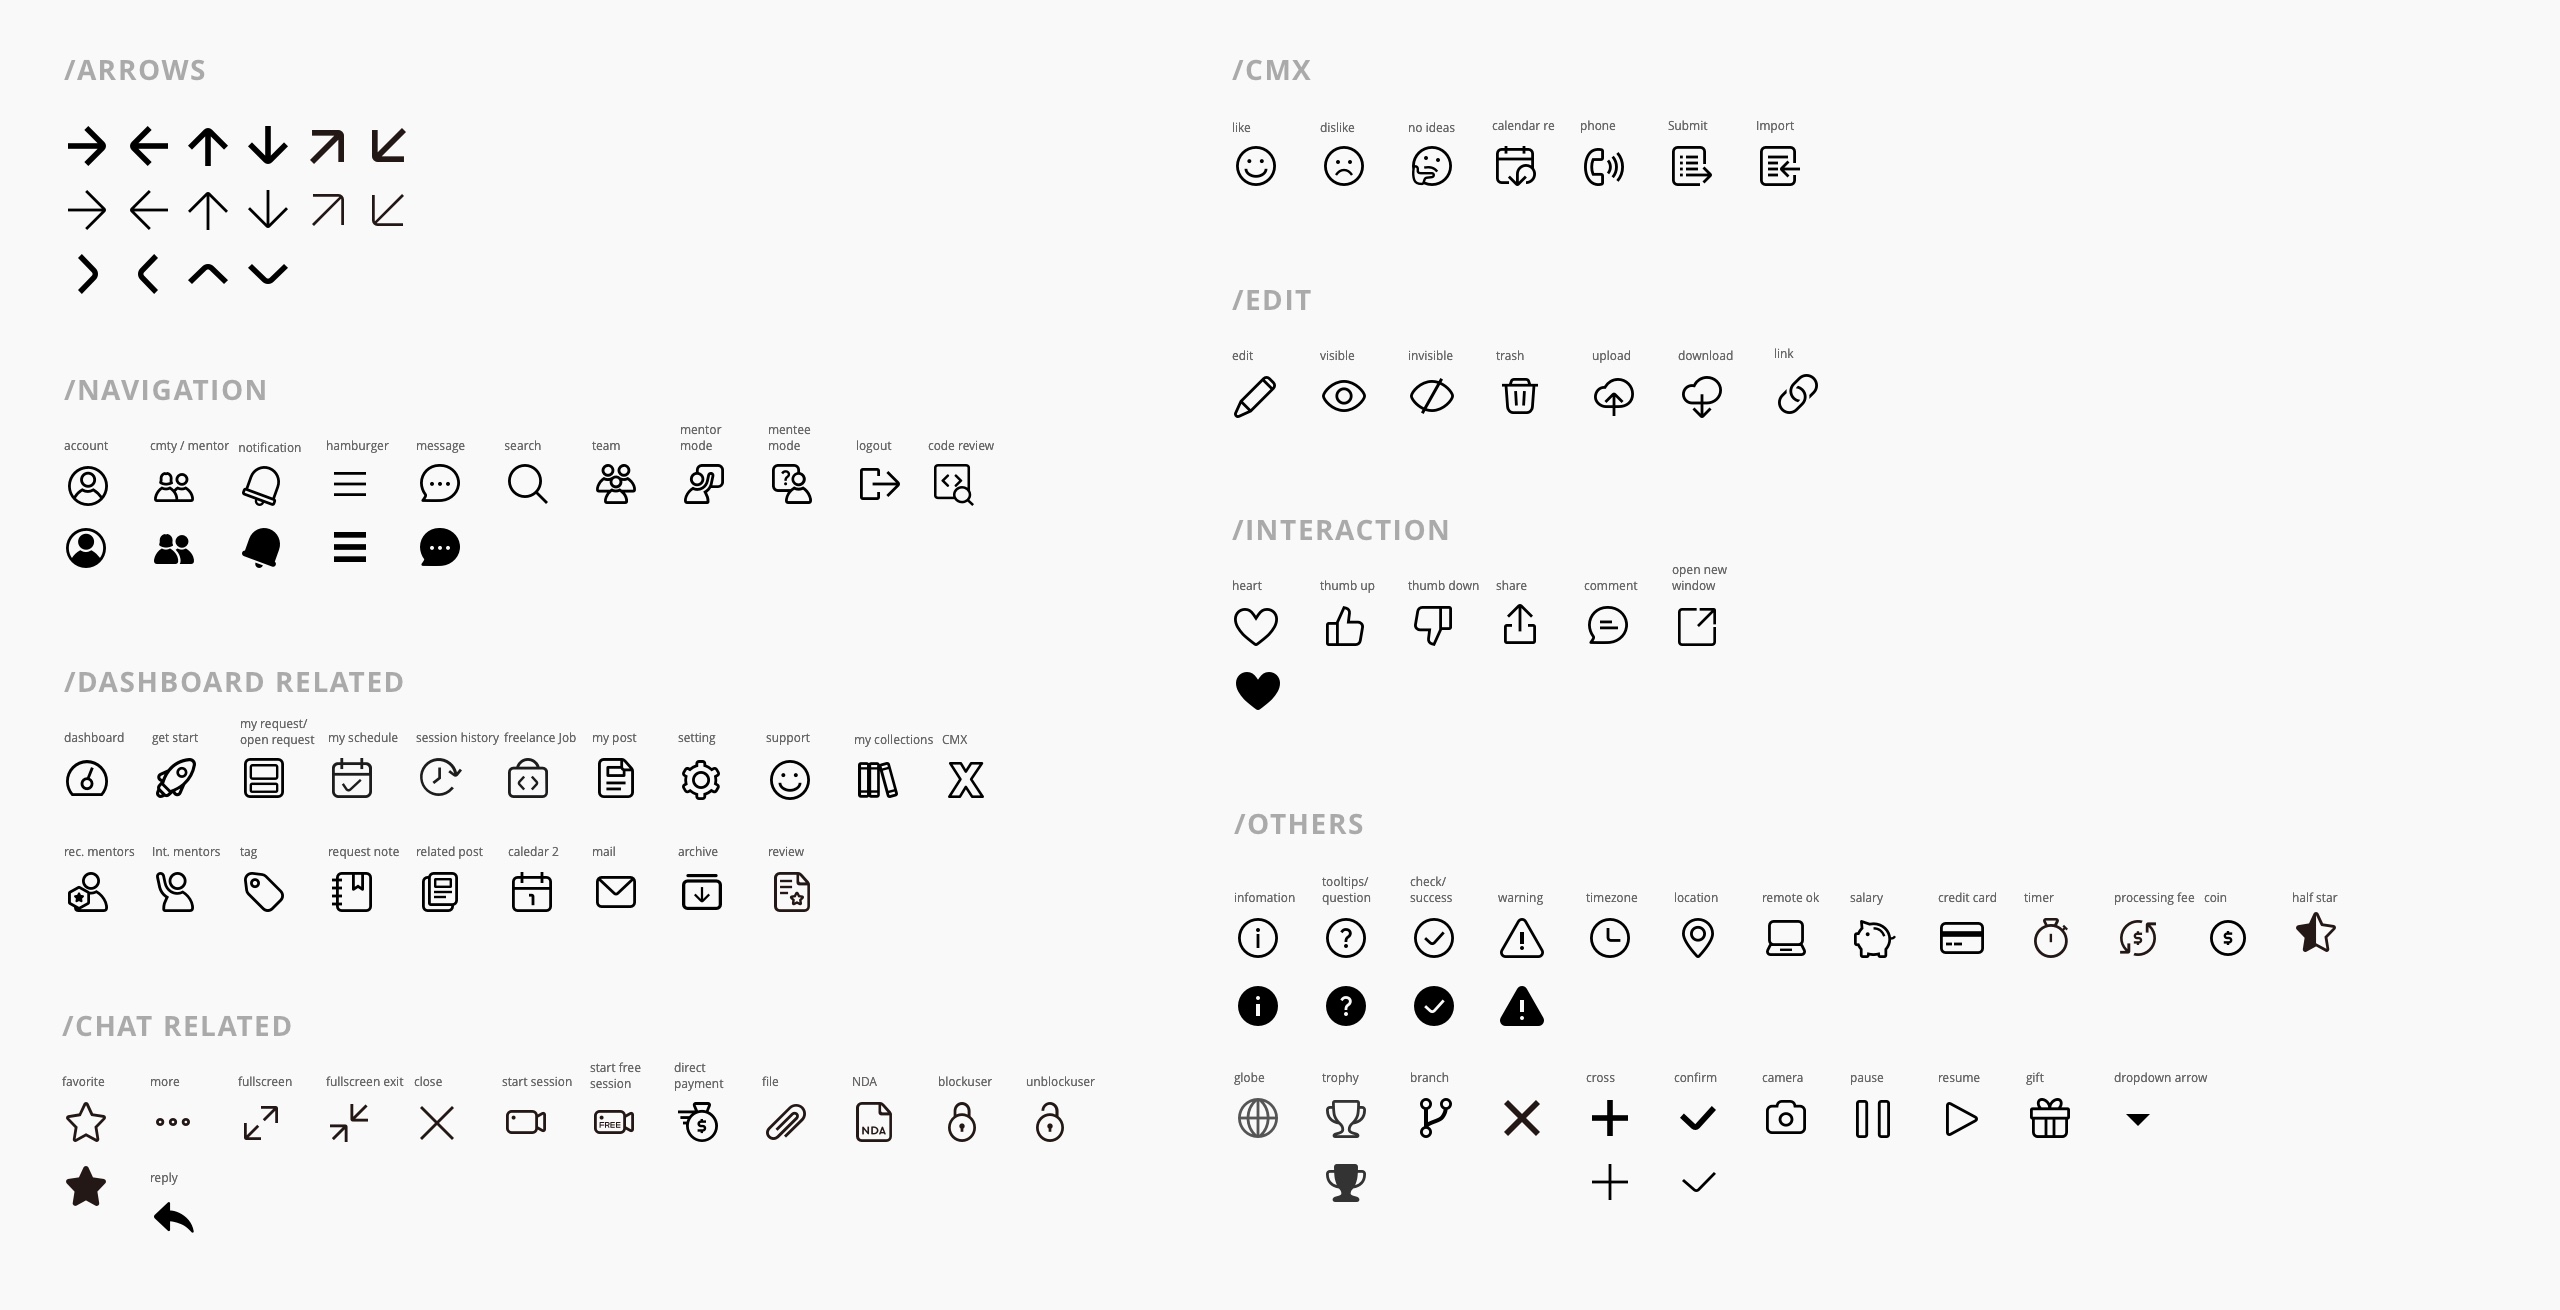 /ARROWS
/NAVIGATION
account
cmty / mentor
notification
hamburger
message
search
team
mentor
mode
mentee
mode
logout
code review
?
/DASHBOARD RELATED
dashboard
get start
my request/
open request
my schedule
session history
freelance Job
my post
setting
support
my collections
CMX
rec. mentors
Int. mentors
tag
request note
related post
caledar 2
mail
archive
review
1
/CHAT RELATED
favorite
more
fullscreen
fullscreen exit
close
start session
start free
session
direct
payment
file
NDA
blockuser
unblockuser
FREE
$
NDA
reply
/CMX
like
dislike
no ideas
calendar re
phone
Submit
Import
/EDIT
edit
visible
invisible
trash
upload
download
link
/INTERACTION
heart
thumb up
thumb down
share
comment
open new
window
/OTHERS
infomation
tooltips/
question
check/
success
warning
timezone
location
remote ok
salary
credit card
timer
processing fee
coin
half star
i
?
!
$
$
i
?
!
globe
trophy
branch
cross
confirm
camera
pause
resume
gift
dropdown arrow